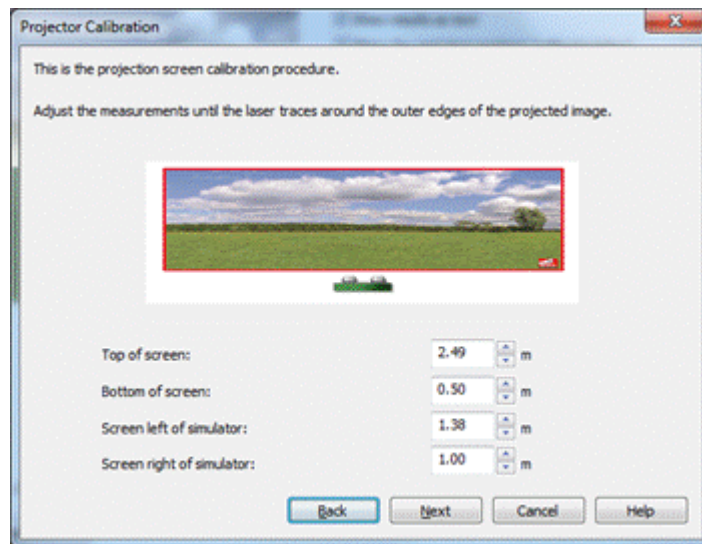 Projector Calibration
This is the projection screen calibration procedure.
Adjust the measurements until the laser traces around the outer edges of the projected image.
Top of screen: 2.49 m
Bottom of screen: 0.50 m
Screen left of simulator: 1.38 m
Screen right of simulator: 1.00 m
Back Next Cancel Help